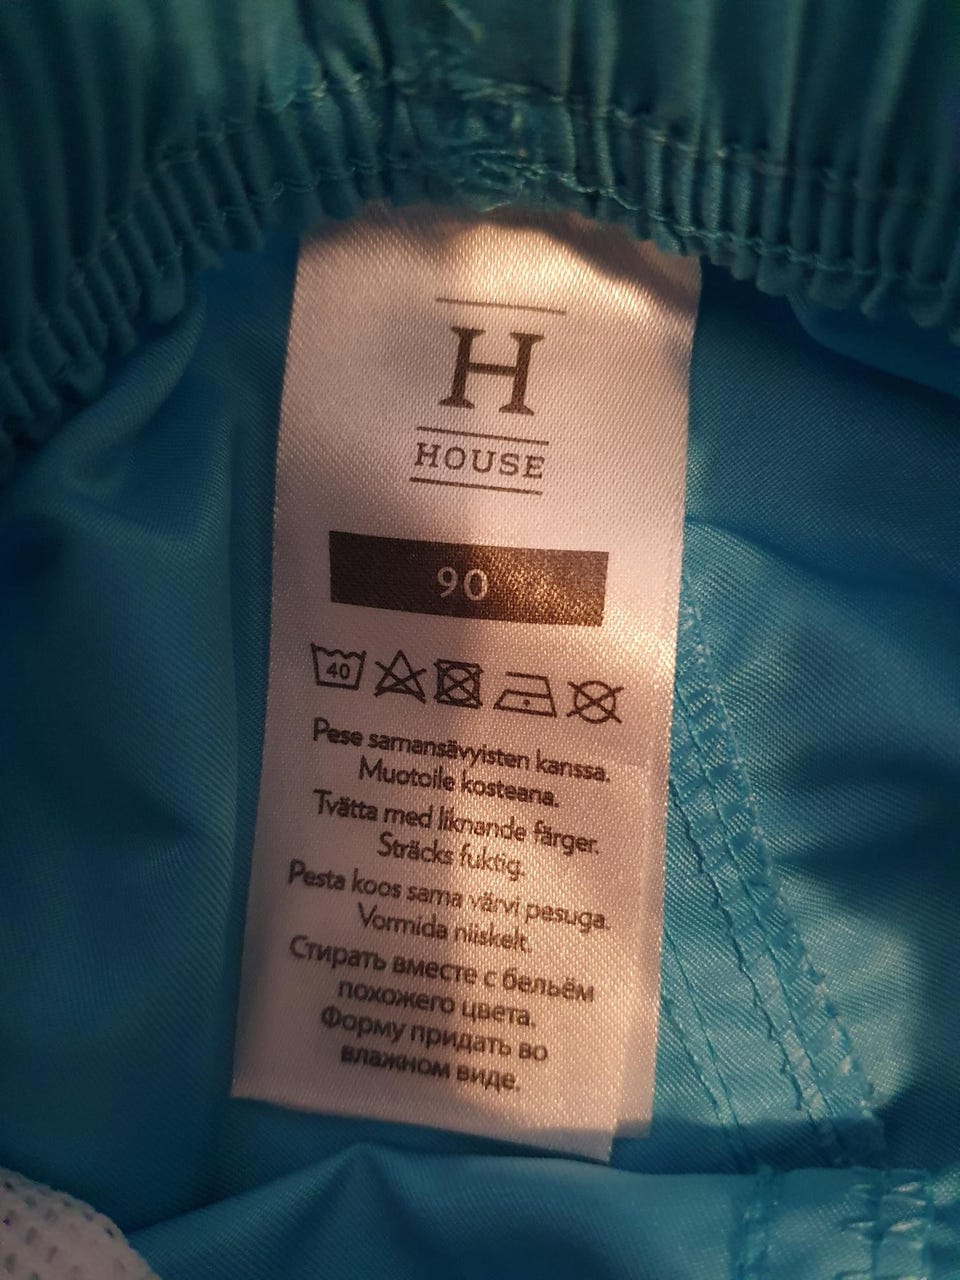 H
HOUSE
90
40
Pese samansävyisten kanssa.
Muotoile kosteana.
Tvätta med liknande färger.
Sträcks fuktig.
Pesta koos sama värvi pesuga.
Vormida niiskelt.
Стирать вместе с бельём
похожего цвета.
Форму придать во
влажном виде.